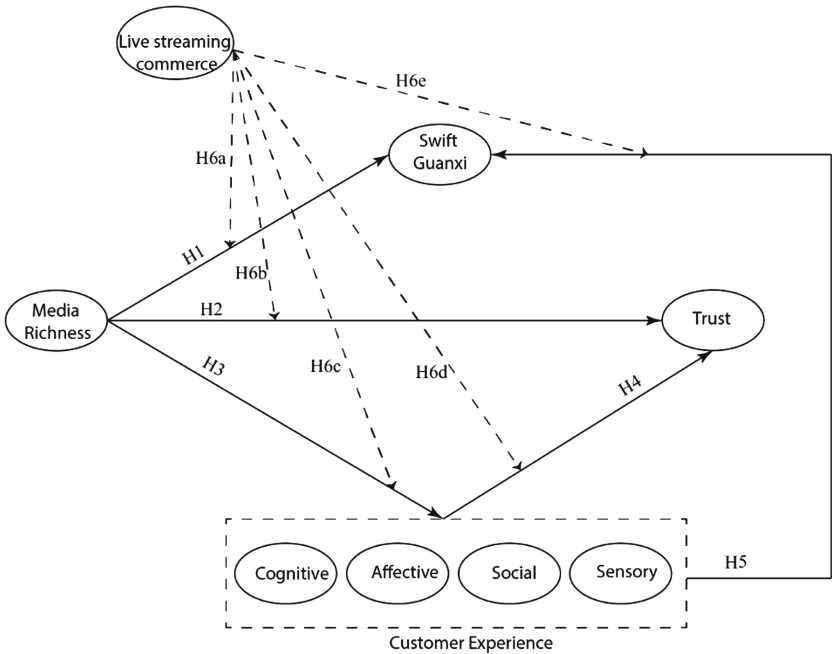 Live streaming
commerce
H6e
Swift
Guanxi
H6a
H1
H6b
Media
Richness
H2
Trust
H3
H6c
H6d
H4
Cognitive
Affective
Social
Sensory
H5
Customer Experience